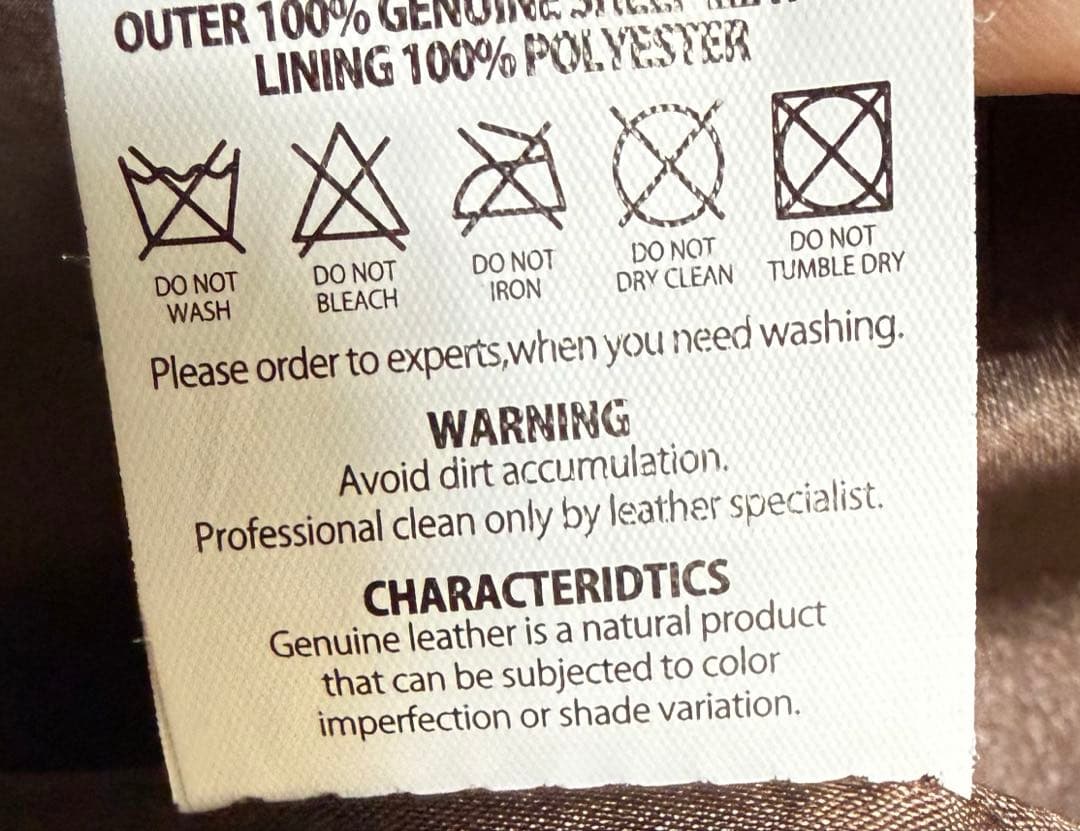 OUTER 100% GENUINE
LINING 100% POLYESTER
DO NOT
WASH
DO NOT
BLEACH
DO NOT
IRON
DO NOT
DRY CLEAN
DO NOT
TUMBLE DRY
Please order to experts,when you need washing.
WARNING
Avoid dirt accumulation.
Professional clean only by leather specialist.
CHARACTERIDTICS
Genuine leather is a natural product
that can be subjected to color
imperfection or shade variation.